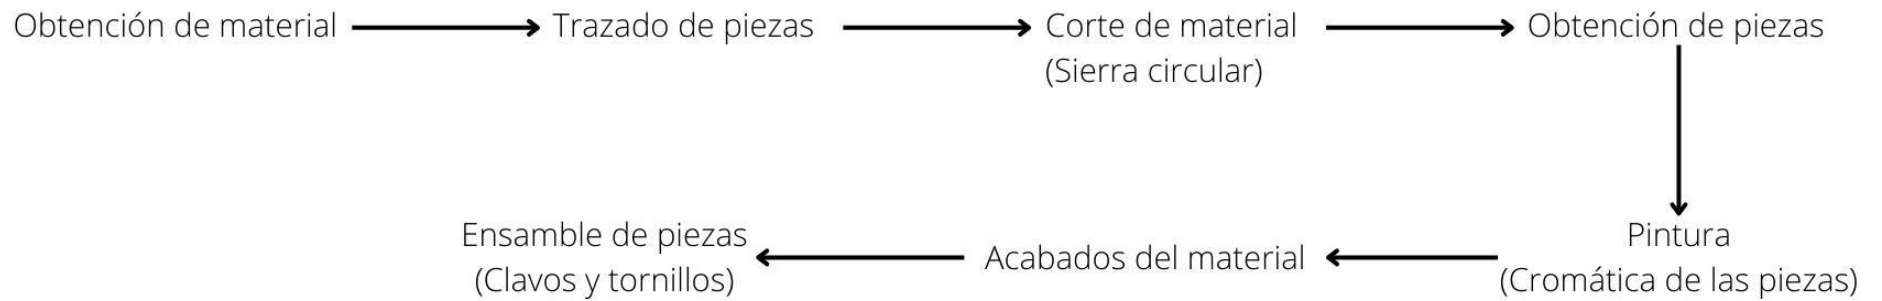 Obtención de material
Trazado de piezas
Corte de material
(Sierra circular)
Obtención de piezas
Pintura
(Cromática de las piezas)
Acabados del material
Ensamble de piezas
(Clavos y tornillos)